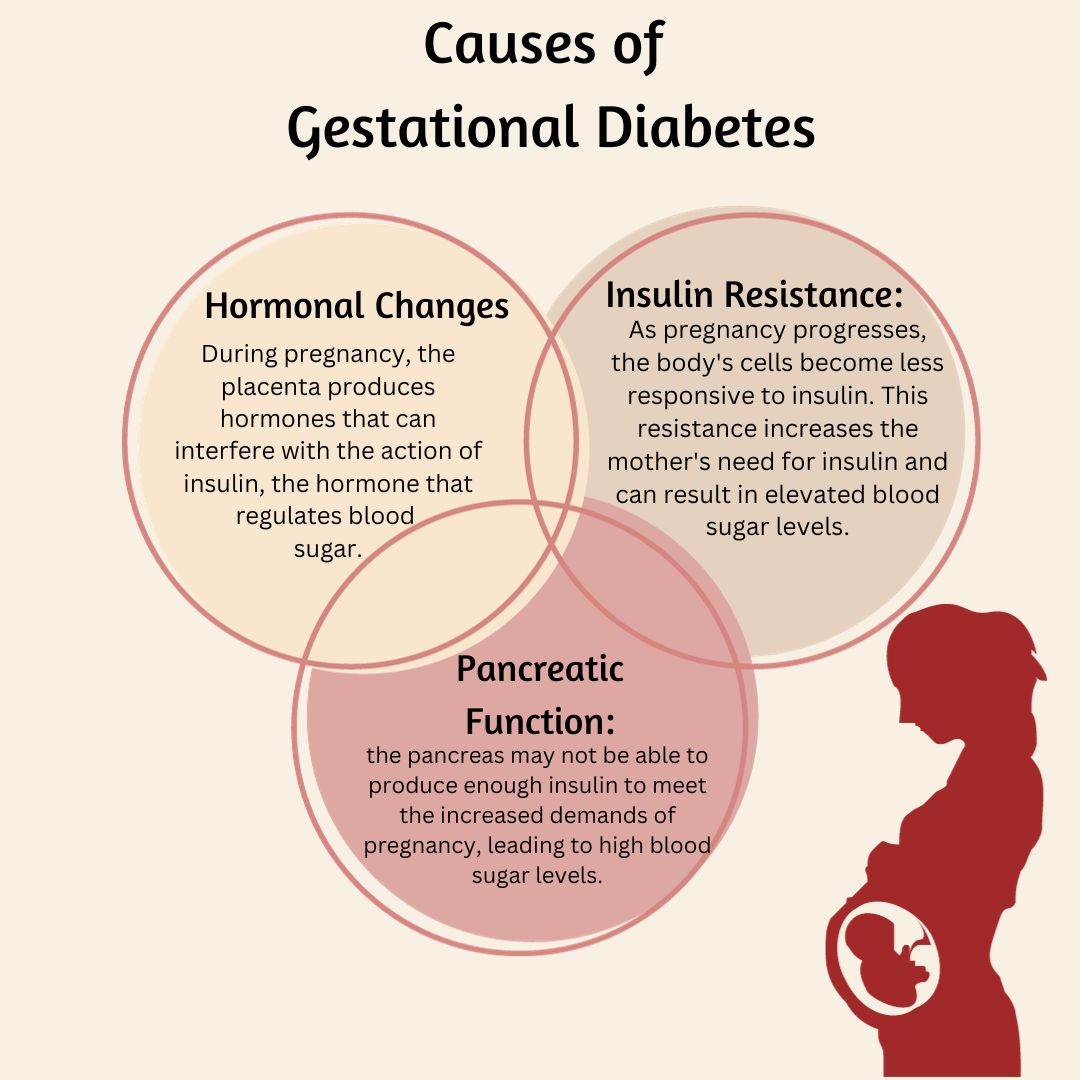 Causes of
Gestational Diabetes
Hormonal Changes
During pregnancy, the
placenta produces
hormones that can
interfere with the action of
insulin, the hormone that
regulates blood
sugar.
Insulin Resistance:
As pregnancy progresses,
the body's cells become less
responsive to insulin. This
resistance increases the
mother's need for insulin and
can result in elevated blood
sugar levels.
Pancreatic
Function:
the pancreas may not be able to
produce enough insulin to meet
the increased demands of
pregnancy, leading to high blood
sugar levels.